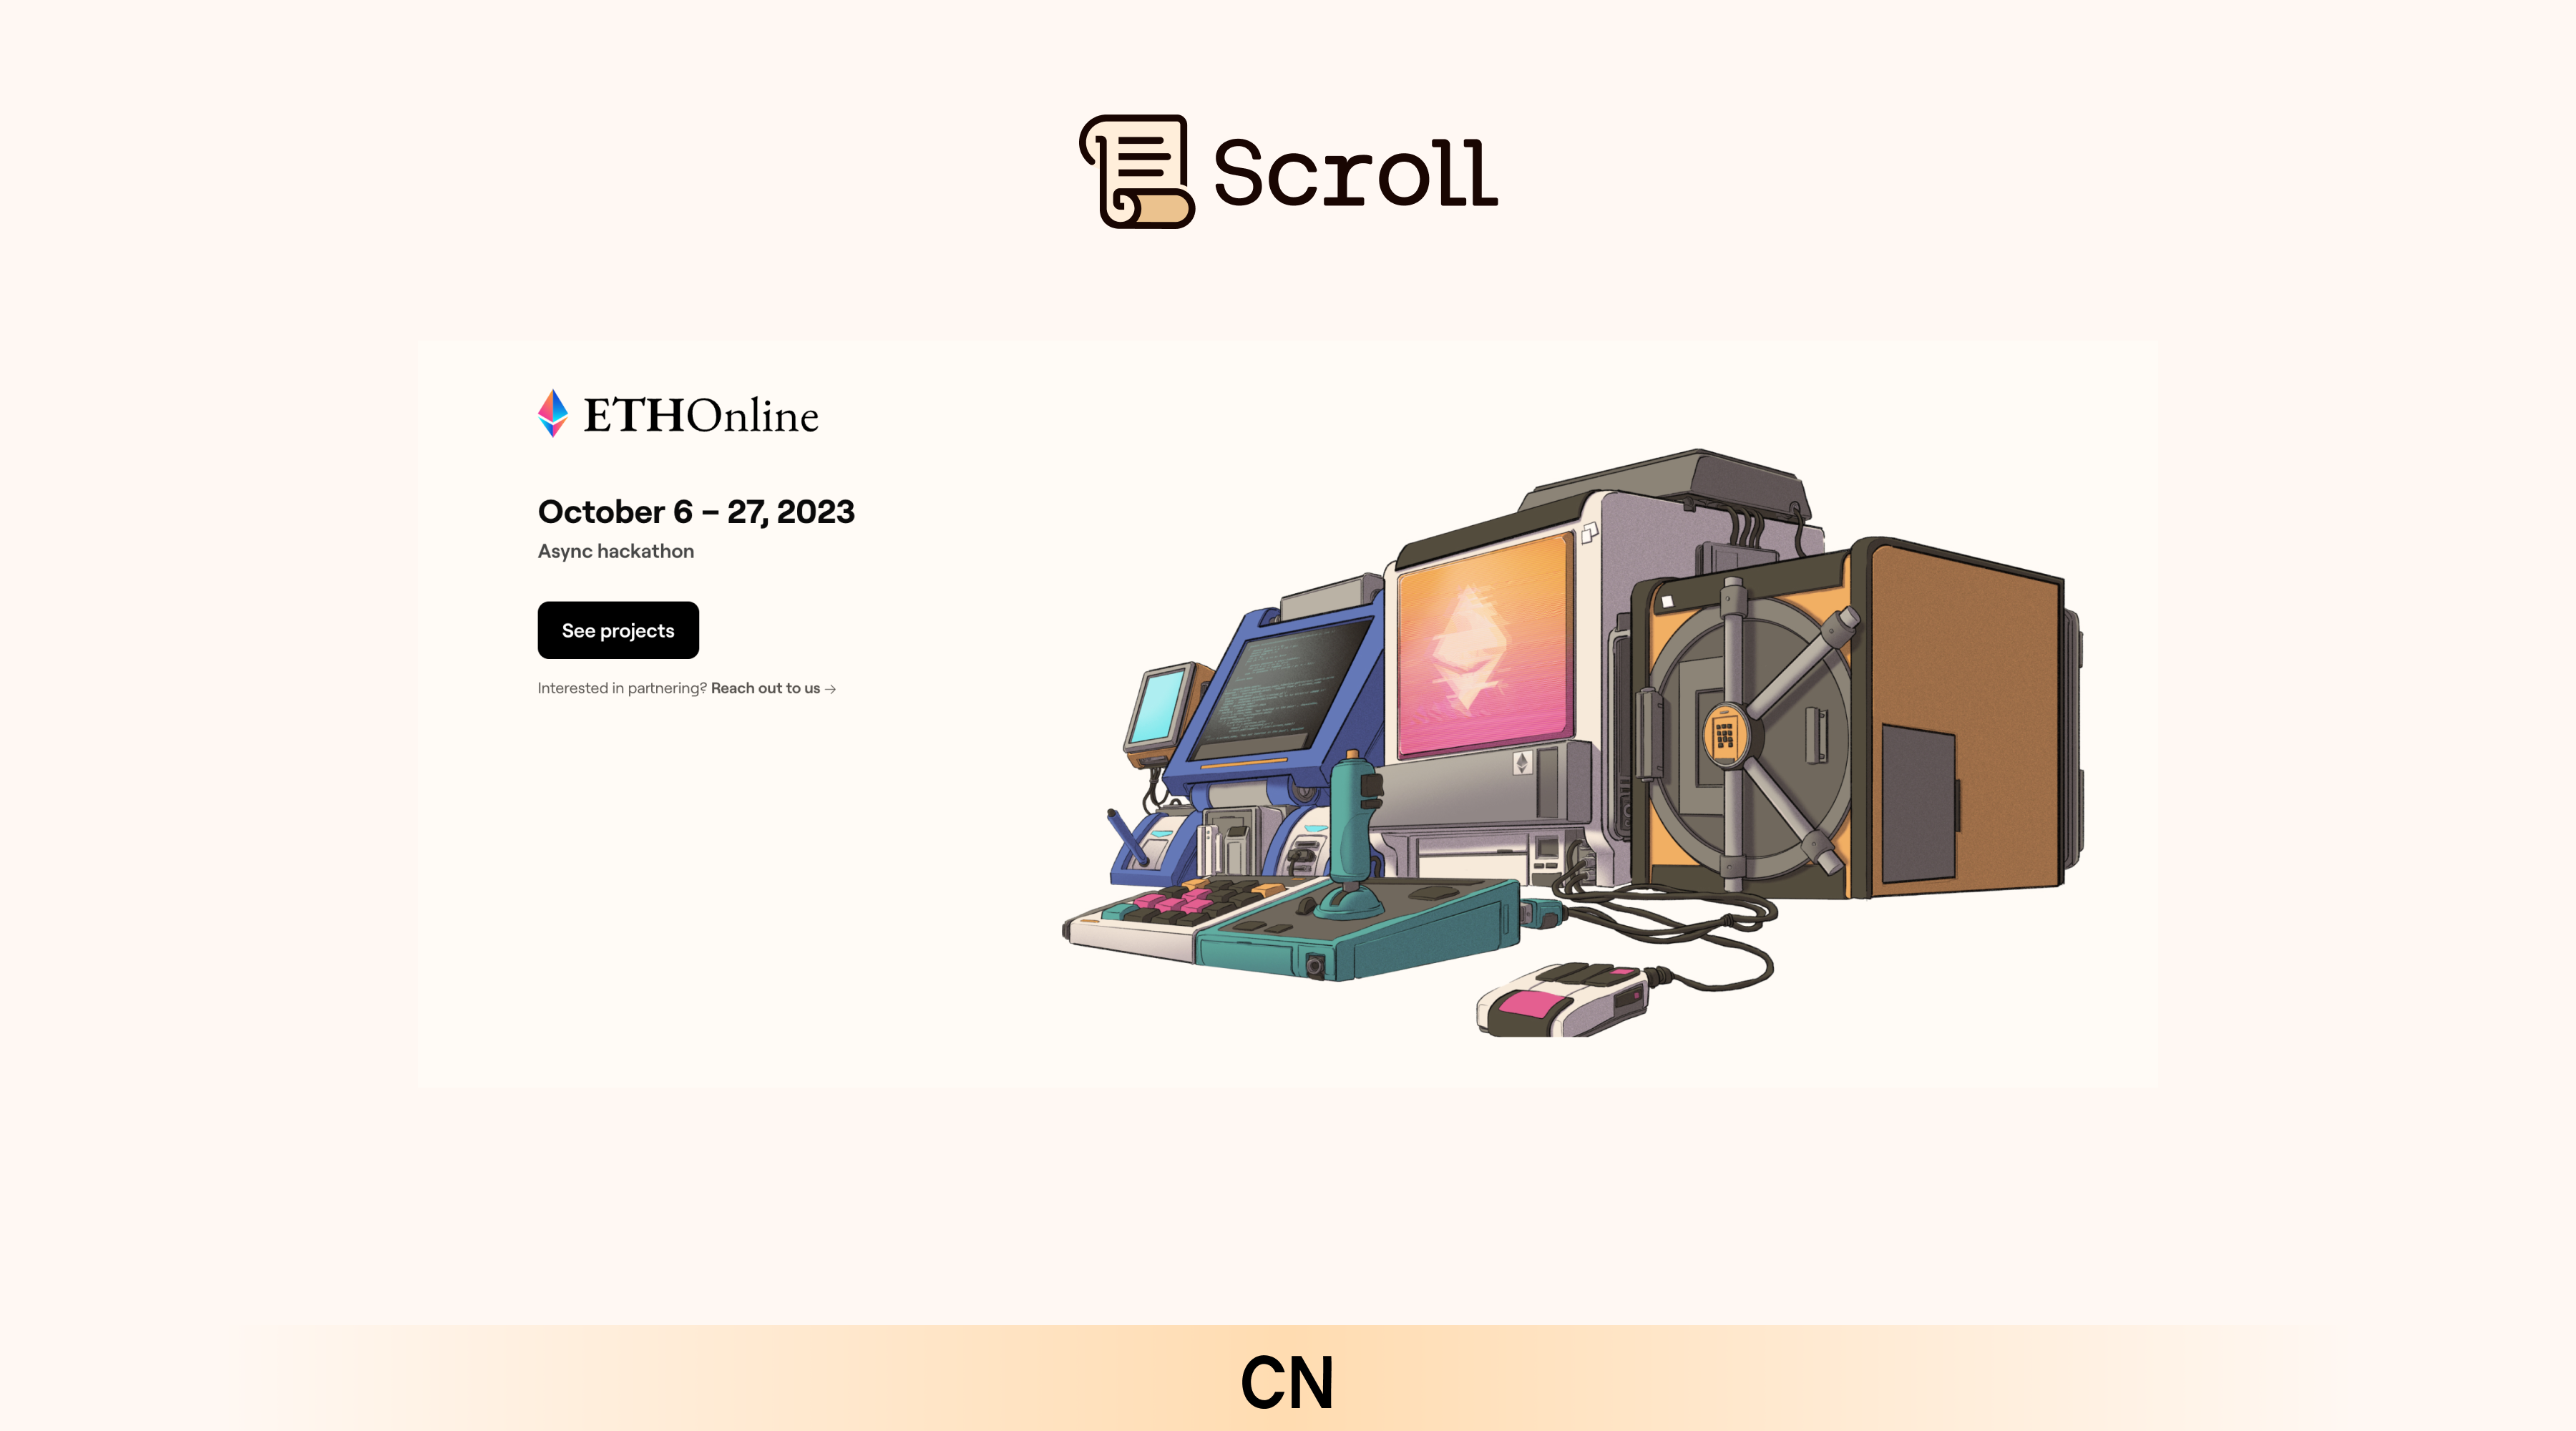 Scroll
ETHOnline
October 6 – 27, 2023
Async hackathon
See projects
Interested in partnering? Reach out to us →
CN